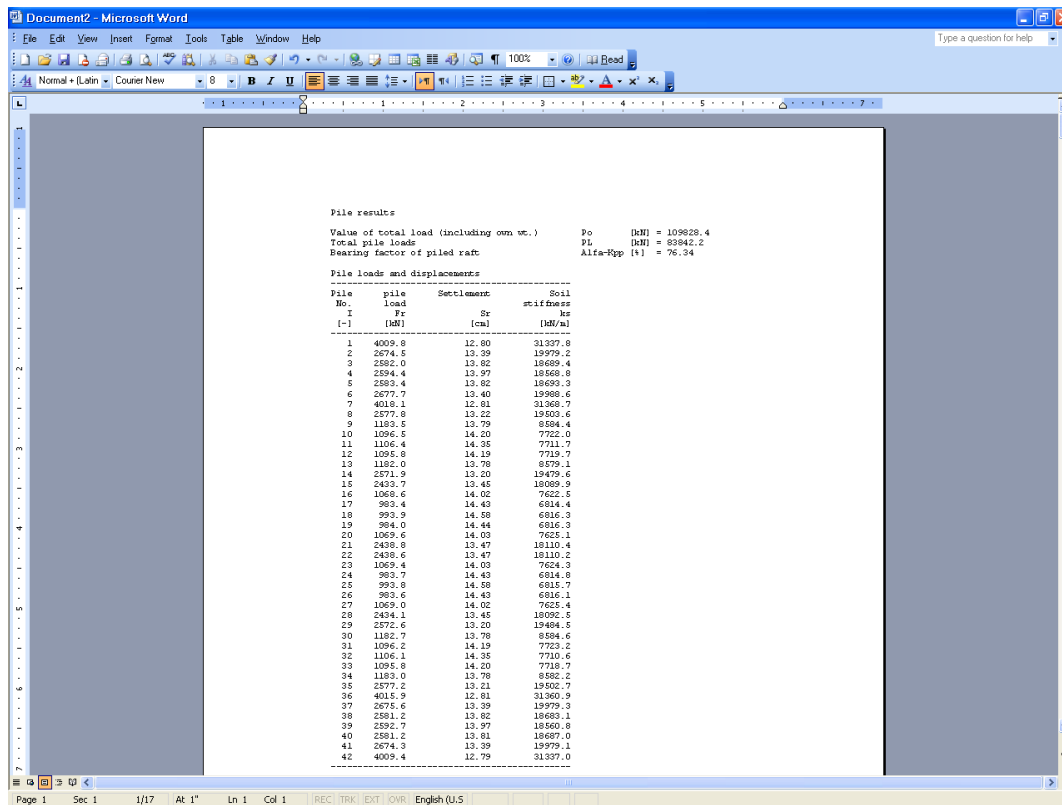 Document2 - Microsoft Word
File Edit View Insert Format Tools Table Window Help
Type a question for help
100% Read
Normal + (Latin Courier New 8 B I U
1 1 2 3 4 5 7
Pile results
Value of total load (including own wt.) Po [kN] = 109828.4
Total pile loads PL [kN] = 83842.2
Bearing factor of piled raft Alfa-Kpp [%] = 76.34
Pile loads and displacements
Pile pile Settlement Soil
No. load stiffness
I Fr Sr ks
[-] [kN] [cm] [kN/m]
1 4009.8 12.80 31337.8
2 2674.5 13.39 19979.2
3 2582.0 13.82 18689.4
4 2594.4 13.97 18568.8
5 2583.4 13.82 18693.3
6 2677.7 13.40 19988.6
7 4018.1 12.81 31368.7
8 2577.8 13.22 19503.6
9 1183.5 13.79 8584.4
10 1096.5 14.20 7722.0
11 1106.4 14.35 7711.7
12 1095.8 14.19 7719.7
13 1182.0 13.78 8579.1
14 2571.9 13.20 19479.6
15 2433.7 13.45 18089.9
16 1068.6 14.02 7622.5
17 983.4 14.43 6814.4
18 993.9 14.58 6816.3
19 984.0 14.44 6816.3
20 1069.6 14.03 7625.1
21 2438.8 13.47 18110.4
22 2438.6 13.47 18110.2
23 1069.4 14.03 7624.3
24 983.7 14.43 6814.8
25 993.8 14.58 6815.7
26 983.6 14.43 6816.1
27 1069.0 14.02 7625.4
28 2434.1 13.45 18092.5
29 2572.6 13.20 19484.5
30 1182.7 13.78 8584.6
31 1096.2 14.19 7723.2
32 1106.1 14.35 7710.6
33 1095.8 14.20 7718.7
34 1183.0 13.78 8582.2
35 2577.2 13.21 19502.7
36 4015.9 12.81 31360.9
37 2675.6 13.39 19979.3
38 2581.2 13.82 18683.1
39 2592.7 13.97 18560.8
40 2581.2 13.81 18687.0
41 2674.3 13.39 19979.1
42 4009.4 12.79 31337.0
Page 1 Sec 1 1/17 At 1" Ln 1 Col 1 REC TRK EXT OVR English (U.S